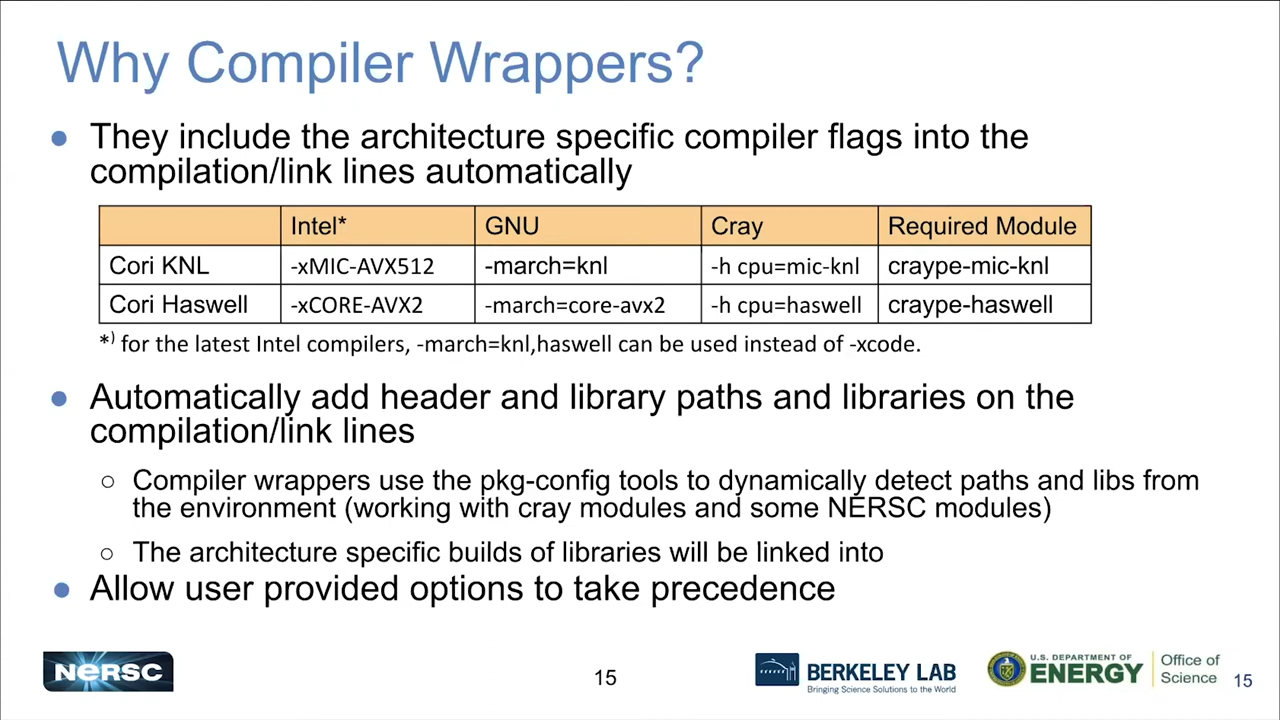 Why Compiler Wrappers?
● They include the architecture specific compiler flags into the
compilation/link lines automatically
Intel* GNU Cray Required Module
Cori KNL -xMIC-AVX512 -march=knl -h cpu=mic-knl craype-mic-knl
Cori Haswell -xCORE-AVX2 -march=core-avx2 -h cpu=haswell craype-haswell
*) for the latest Intel compilers, -march=knl,haswell can be used instead of -xcode.
● Automatically add header and library paths and libraries on the
compilation/link lines
○ Compiler wrappers use the pkg-config tools to dynamically detect paths and libs from
the environment (working with cray modules and some NERSC modules)
○ The architecture specific builds of libraries will be linked into
● Allow user provided options to take precedence
NERSC
15
BERKELEY LAB
Bringing Science Solutions to the World
U.S. DEPARTMENT OF
ENERGY
Office of
Science
15